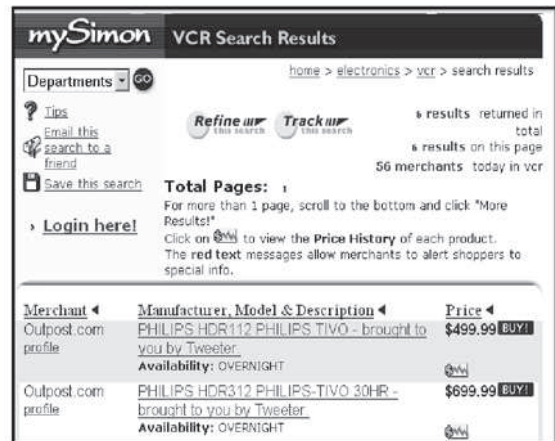 mySimon VCR Search Results
Departments GO
home > electronics > vcr > search results
Tips
Email this
search to a
friend
Save this search
› Login here!
Refine
this search
Track
this search
6 results returned in
total
6 results on this page
56 merchants today in vcr
Total Pages: 1
For more than 1 page, scroll to the bottom and click "More
Results!"
Click on to view the Price History of each product.
The red text messages allow merchants to alert shoppers to
special info.
Merchant Manufacturer, Model & Description Price
Outpost.com PHILIPS HDR112 PHILIPS TIVO - brought to $499.99 BUY!
profile you by Tweeter.
Availability: OVERNIGHT
Outpost.com PHILIPS HDR312 PHILIPS-TIVO 30HR - $699.99 BUY!
profile brought to you by Tweeter.
Availability: OVERNIGHT